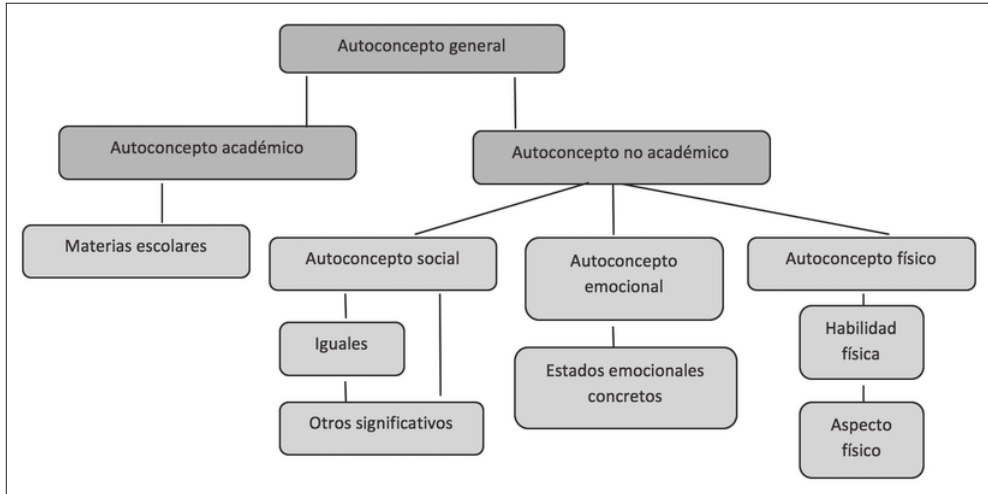 Autoconcepto general
Autoconcepto académico
Autoconcepto no académico
Materias escolares
Autoconcepto social
Autoconcepto
emocional
Autoconcepto físico
Iguales
Habilidad
física
Estados emocionales
concretos
Otros significativos
Aspecto
físico